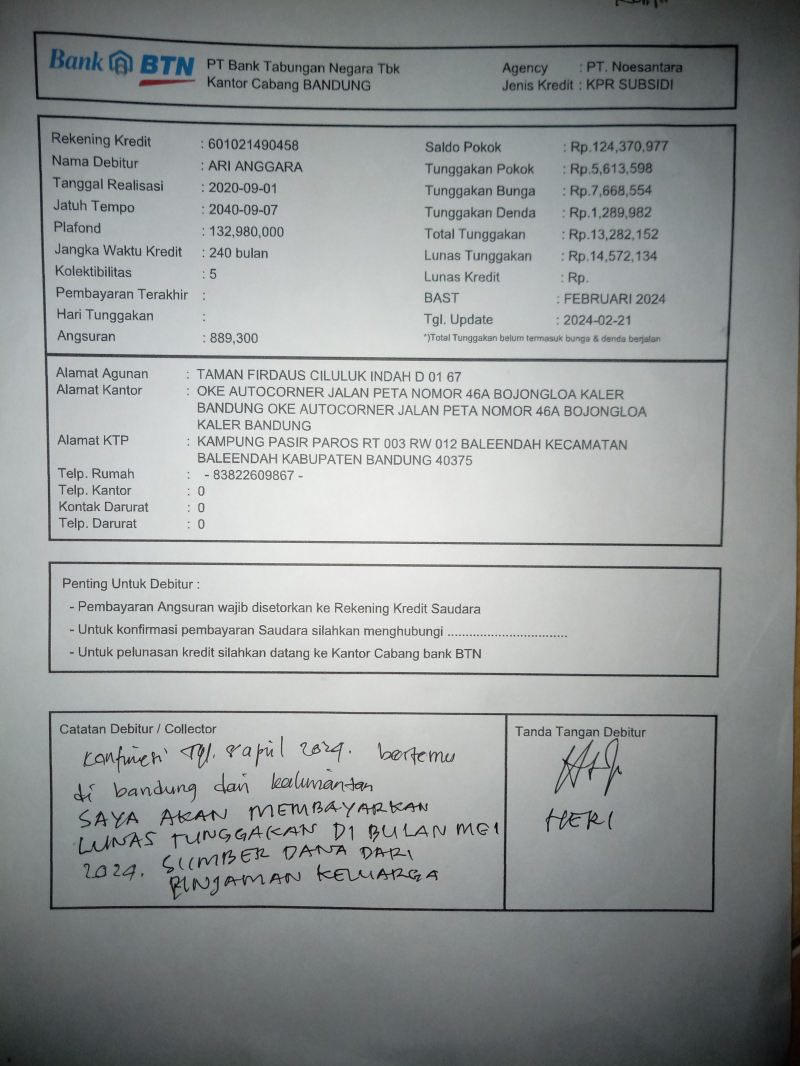 Bank BTN PT Bank Tabungan Negara Tbk
Kantor Cabang BANDUNG
Agency : PT. Noesantara
Jenis Kredit : KPR SUBSIDI
Rekening Kredit : 601021490458
Nama Debitur : ARI ANGGARA
Tanggal Realisasi : 2020-09-01
Jatuh Tempo : 2040-09-07
Plafond : 132,980,000
Jangka Waktu Kredit : 240 bulan
Kolektibilitas : 5
Pembayaran Terakhir :
Hari Tunggakan :
Angsuran : 889,300
Saldo Pokok : Rp.124,370,977
Tunggakan Pokok : Rp.5,613,598
Tunggakan Bunga : Rp.7,668,554
Tunggakan Denda : Rp.1,289,982
Total Tunggakan : Rp.13,282,152
Lunas Tunggakan : Rp.14,572,134
Lunas Kredit : Rp.
BAST : FEBRUARI 2024
Tgl. Update : 2024-02-21
*)Total Tunggakan belum termasuk bunga & denda berjalan
Alamat Agunan : TAMAN FIRDAUS CILULUK INDAH D 01 67
Alamat Kantor : OKE AUTOCORNER JALAN PETA NOMOR 46A BOJONGLOA KALER
BANDUNG OKE AUTOCORNER JALAN PETA NOMOR 46A BOJONGLOA
KALER BANDUNG
Alamat KTP : KAMPUNG PASIR PAROS RT 003 RW 012 BALEENDAH KECAMATAN
BALEENDAH KABUPATEN BANDUNG 40375
Telp. Rumah : - 83822609867 -
Telp. Kantor : 0
Kontak Darurat : 0
Telp. Darurat : 0
Penting Untuk Debitur :
- Pembayaran Angsuran wajib disetorkan ke Rekening Kredit Saudara
- Untuk konfirmasi pembayaran Saudara silahkan menghubungi .................................
- Untuk pelunasan kredit silahkan datang ke Kantor Cabang bank BTN
Catatan Debitur / Collector
Tgl. 8 april 2024. bertemu
di bandung dari kalimantan
SAYA AKAN MEMBAYARKAN
LUNAS TUNGGAKAN DI BULAN MEI
2024. SUMBER DANA DARI
PINJAMAN KELUARGA
Tanda Tangan Debitur
HERI